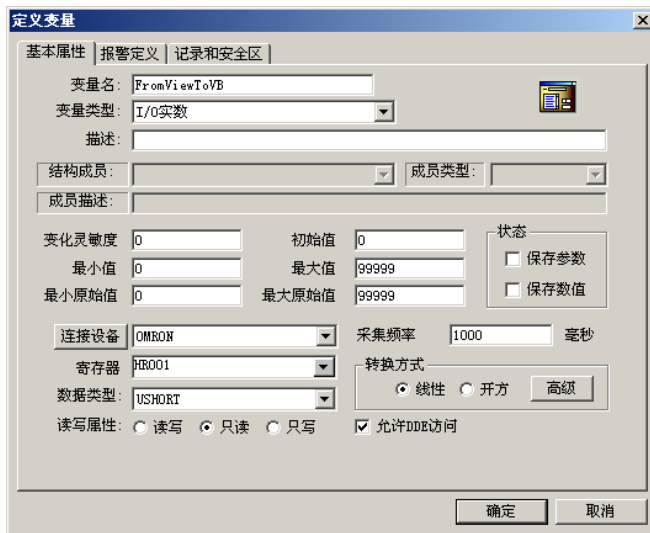 定义变量
基本属性 报警定义 记录和安全区
变量名: FromViewToVB
变量类型: I/O实数
描述:
结构成员: 成员类型:
成员描述:
变化灵敏度 0 初始值 0 状态
最小值 0 最大值 99999 保存参数
最小原始值 0 最大原始值 99999 保存数值
连接设备 OMRON 采集频率 1000 毫秒
寄存器 HR001 转换方式
数据类型: USHORT 线性 开方 高级
读写属性: 读写 只读 只写 允许DDE访问
确定 取消